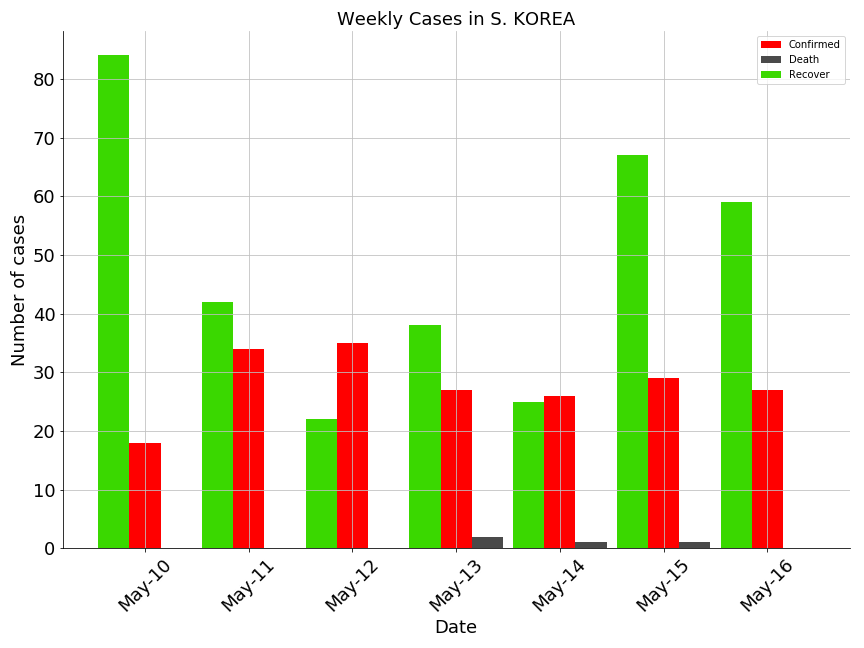 Weekly Cases in S. KOREA
Confirmed
Death
Recover
Number of cases
80
70
60
50
40
30
20
10
0
May-10
May-11
May-12
May-13
May-14
May-15
May-16
Date